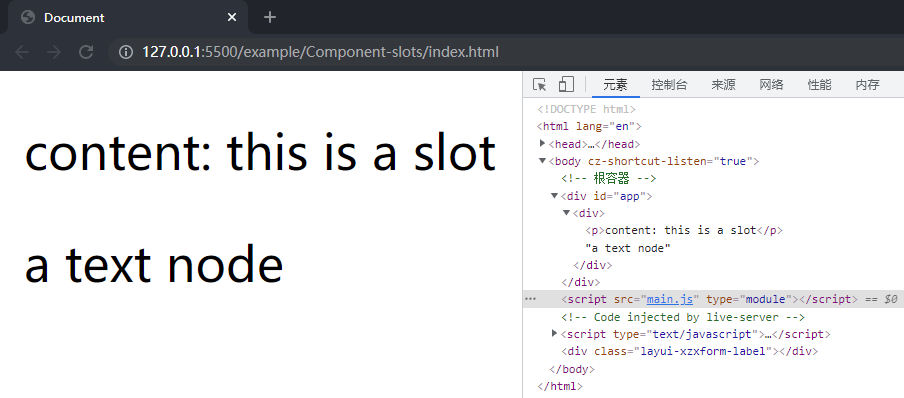 Document
127.0.0.1:5500/example/Component-slots/index.html
content: this is a slot
a text node
元素 控制台 来源 网络 性能 内存
<!DOCTYPE html>
<html lang="en">
<head>…</head>
<body cz-shortcut-listen="true">
<!-- 根容器 -->
<div id="app">
<div>
<p>content: this is a slot</p>
"a text node"
</div>
</div>
<script src="main.js" type="module"></script> == $0
<!-- Code injected by live-server -->
<script type="text/javascript">…</script>
<div class="layui-xzxform-label"></div>
</body>
</html>